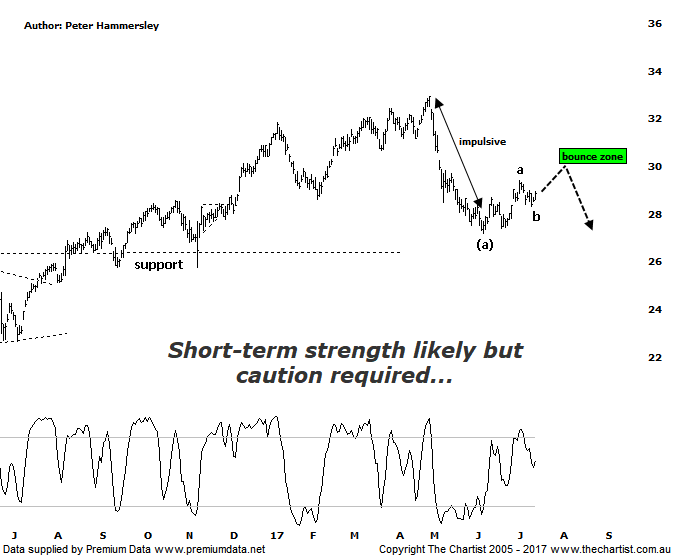 Author: Peter Hammersley
36
34
32
30
28
26
24
22
impulsive
bounce zone
a
b
(a)
support
Short-term strength likely but
caution required...
J A S O N D 17 F M A M J J A S
Data supplied by Premium Data www.premiumdata.net Copyright The Chartist 2005 - 2017 www.thechartist.com.au